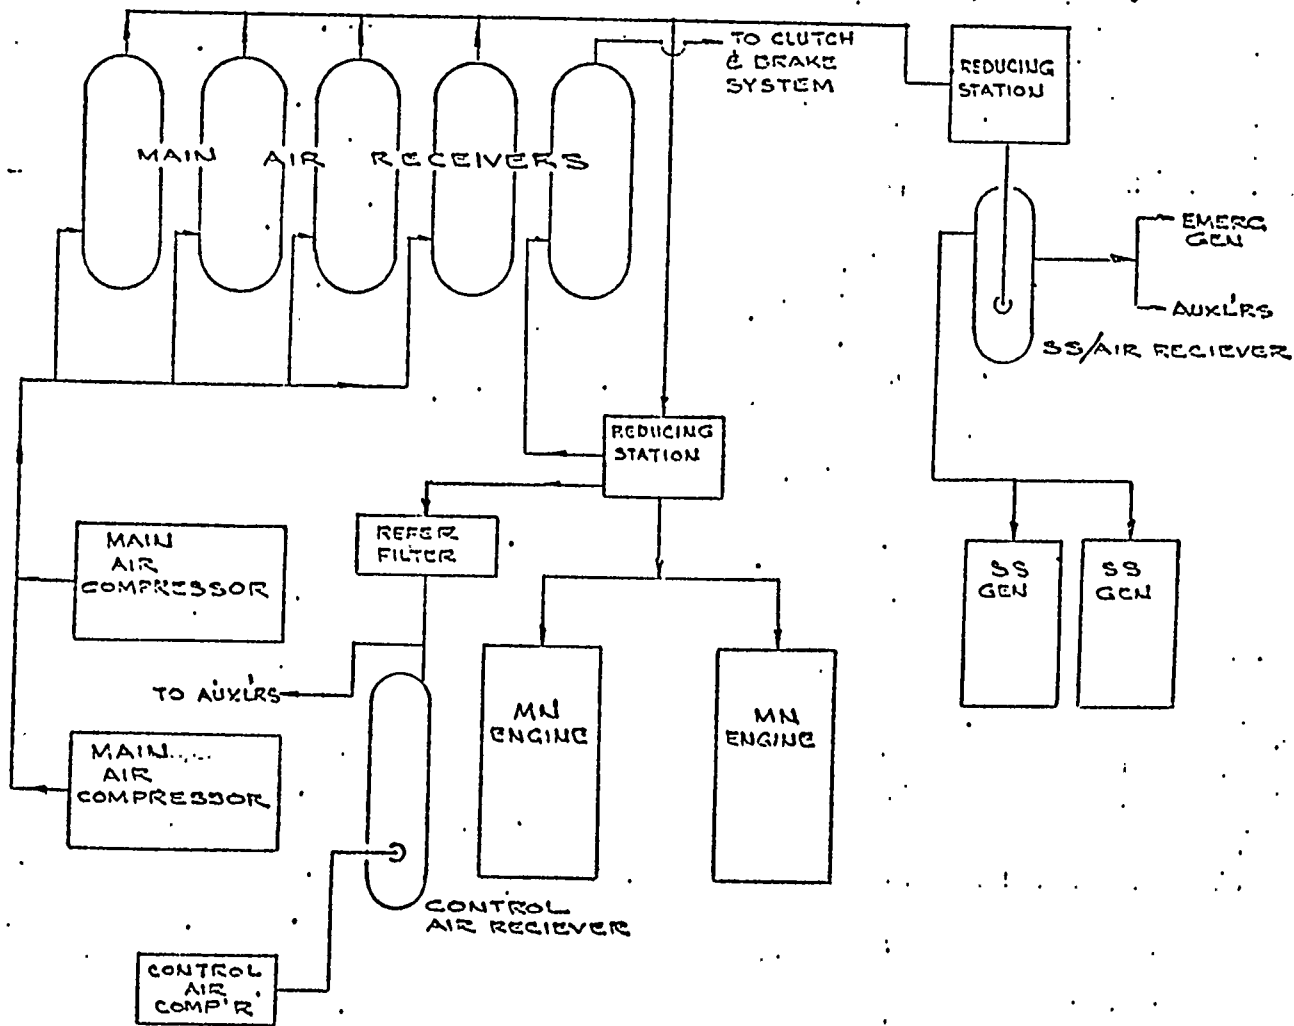 TO CLUTCH
& BRAKE
SYSTEM
REDUCING
STATION
MAIN AIR RECEIVERS
EMERG
GEN
AUXL'RS
SS/AIR RECIEVER
REDUCING
STATION
REFER
FILTER
MAIN
AIR
COMPRESSOR
SS
GEN
SS
GEN
TO AUXL'RS
MN
ENGINE
MN
ENGINE
MAIN
AIR
COMPRESSOR
CONTROL
AIR RECIEVER
CONTROL
AIR
COMP'R'